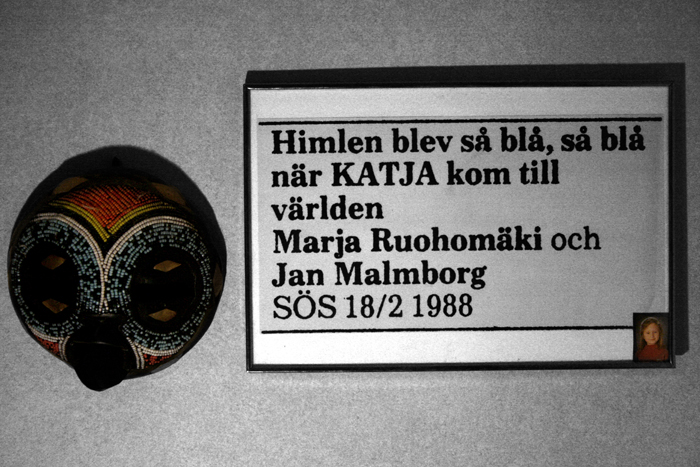 Himlen blev så blå, så blå
när KATJA kom till
världen
Marja Ruohomäki och
Jan Malmborg
SÖS 18/2 1988